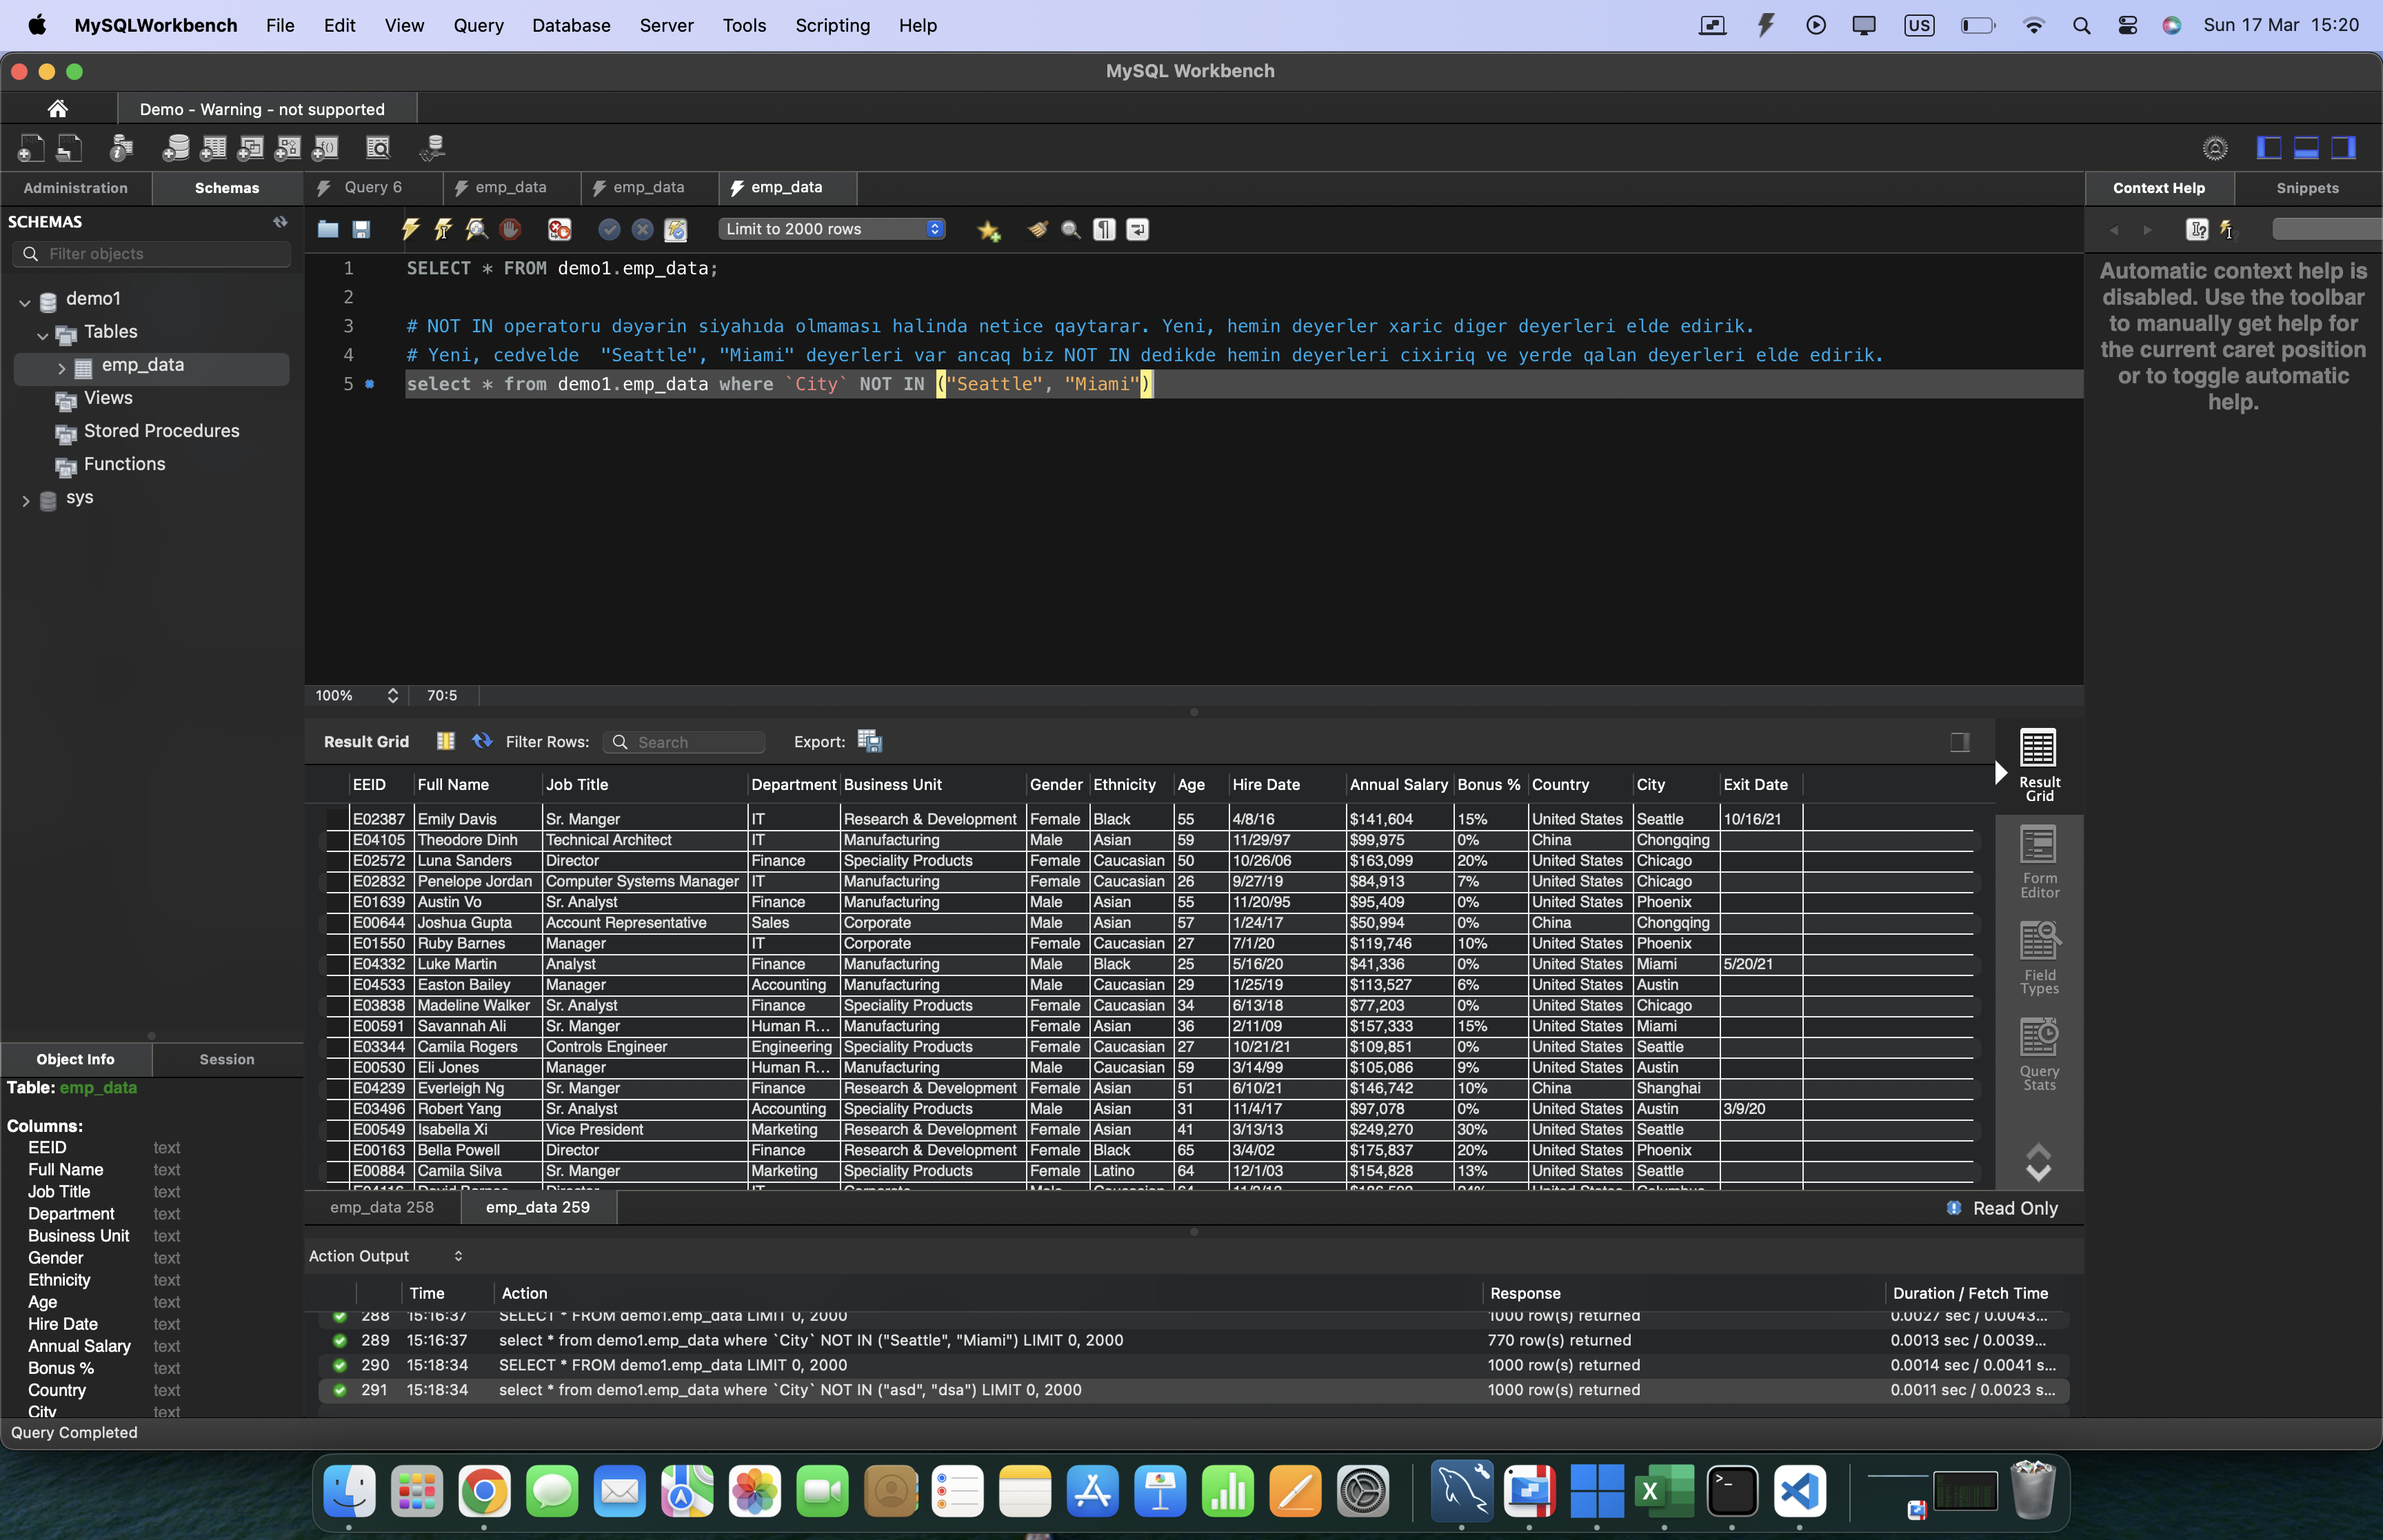 MySQLWorkbench File Edit View Query Database Server Tools Scripting Help US Sun 17 Mar 15:20
MySQL Workbench
Demo - Warning - not supported
Administration Schemas Query 6 emp_data emp_data emp_data Context Help Snippets
SCHEMAS
Limit to 2000 rows
Filter objects
demo1
Tables
emp_data
Views
Stored Procedures
Functions
sys
1 SELECT * FROM demo1.emp_data;
2
3 # NOT IN operatoru dəyərin siyahıda olmaması halinda netice qaytarar. Yeni, hemin deyerler xaric diger deyerleri elde edirik.
4 # Yeni, cedvelde "Seattle", "Miami" deyerleri var ancaq biz NOT IN dedikde hemin deyerleri cixiriq ve yerde qalan deyerleri elde edirik.
5 select * from demo1.emp_data where `City` NOT IN ("Seattle", "Miami")
Automatic context help is
disabled. Use the toolbar
to manually get help for
the current caret position
or to toggle automatic
help.
100% 70:5
Result Grid Filter Rows: Search Export:
EEID Full Name Job Title Department Business Unit Gender Ethnicity Age Hire Date Annual Salary Bonus % Country City Exit Date
E02387 Emily Davis Sr. Manger IT Research & Development Female Black 55 4/8/16 $141,604 15% United States Seattle 10/16/21
E04105 Theodore Dinh Technical Architect IT Manufacturing Male Asian 59 11/29/97 $99,975 0% China Chongqing
E02572 Luna Sanders Director Finance Speciality Products Female Caucasian 50 10/26/06 $163,099 20% United States Chicago
E02832 Penelope Jordan Computer Systems Manager IT Manufacturing Female Caucasian 26 9/27/19 $84,913 7% United States Chicago
E01639 Austin Vo Sr. Analyst Finance Manufacturing Male Asian 55 11/20/95 $95,409 0% United States Phoenix
E00644 Joshua Gupta Account Representative Sales Corporate Male Asian 57 1/24/17 $50,994 0% China Chongqing
E01550 Ruby Barnes Manager IT Corporate Female Caucasian 27 7/1/20 $119,746 10% United States Phoenix
E04332 Luke Martin Analyst Finance Manufacturing Male Black 25 5/16/20 $41,336 0% United States Miami 5/20/21
E04533 Easton Bailey Manager Accounting Manufacturing Male Caucasian 29 1/25/19 $113,527 6% United States Austin
E03838 Madeline Walker Sr. Analyst Finance Speciality Products Female Caucasian 34 6/13/18 $77,203 0% United States Chicago
E00591 Savannah Ali Sr. Manger Human R... Manufacturing Female Asian 36 2/11/09 $157,333 15% United States Miami
E03344 Camila Rogers Controls Engineer Engineering Speciality Products Female Caucasian 27 10/21/21 $109,851 0% United States Seattle
E00530 Eli Jones Manager Human R... Manufacturing Male Caucasian 59 3/14/99 $105,086 9% United States Austin
E04239 Everleigh Ng Sr. Manger Finance Research & Development Female Asian 51 6/10/21 $146,742 10% China Shanghai
E03496 Robert Yang Sr. Analyst Accounting Speciality Products Male Asian 31 11/4/17 $97,078 0% United States Austin 3/9/20
E00549 Isabella Xi Vice President Marketing Research & Development Female Asian 41 3/13/13 $249,270 30% United States Seattle
E00163 Bella Powell Director Finance Research & Development Female Black 65 3/4/02 $175,837 20% United States Phoenix
E00884 Camila Silva Sr. Manger Marketing Speciality Products Female Latino 64 12/1/03 $154,828 13% United States Seattle
Result
Grid
Form
Editor
Field
Types
Query
Stats
emp_data 258 emp_data 259 Read Only
Object Info Session
Table: emp_data
Columns:
EEID text
Full Name text
Job Title text
Department text
Business Unit text
Gender text
Ethnicity text
Age text
Hire Date text
Annual Salary text
Bonus % text
Country text
City text
Action Output
Time Action Response Duration / Fetch Time
288 15:16:37 SELECT * FROM demo1.emp_data LIMIT 0, 2000 1000 row(s) returned 0.0027 sec / 0.0043...
289 15:16:37 select * from demo1.emp_data where `City` NOT IN ("Seattle", "Miami") LIMIT 0, 2000 770 row(s) returned 0.0013 sec / 0.0039...
290 15:18:34 SELECT * FROM demo1.emp_data LIMIT 0, 2000 1000 row(s) returned 0.0014 sec / 0.0041 s...
291 15:18:34 select * from demo1.emp_data where `City` NOT IN ("asd", "dsa") LIMIT 0, 2000 1000 row(s) returned 0.0011 sec / 0.0023 s...
Query Completed